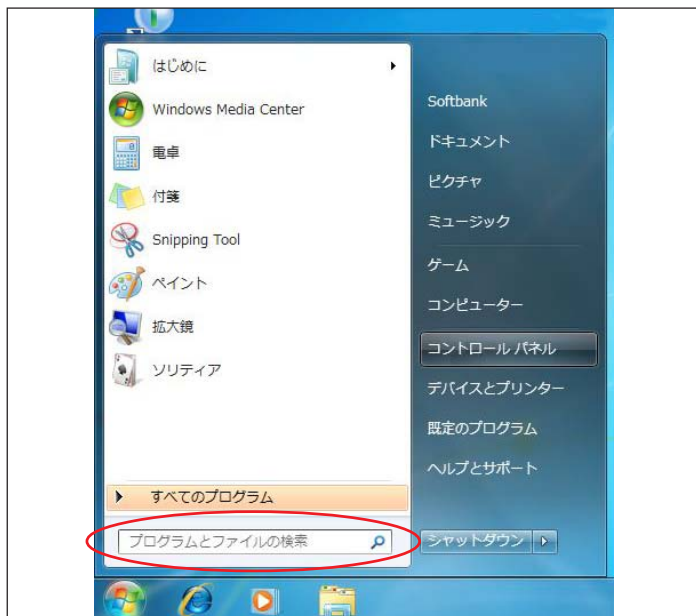 はじめに
Windows Media Center
電卓
付箋
Snipping Tool
ペイント
拡大鏡
ソリティア
すべてのプログラム
プログラムとファイルの検索
Softbank
ドキュメント
ピクチャ
ミュージック
ゲーム
コンピューター
コントロール パネル
デバイスとプリンター
既定のプログラム
ヘルプとサポート
シャットダウン